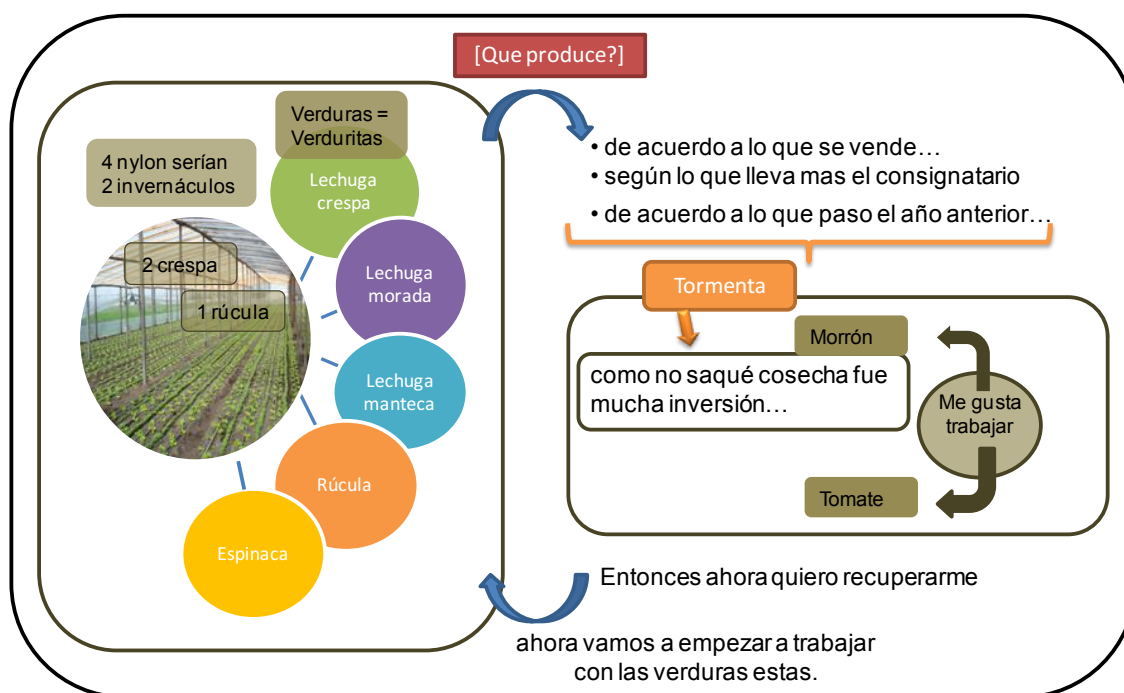 [Que produce?]
Verduras =
Verduritas
4 nylon serían
2 invernáculos
Lechuga
crespa
2 crespa
1 rúcula
Lechuga
morada
Lechuga
manteca
Rúcula
Espinaca
• de acuerdo a lo que se vende…
• según lo que lleva mas el consignatario
• de acuerdo a lo que paso el año anterior…
Tormenta
Morrón
como no saqué cosecha fue
mucha inversión…
Me gusta
trabajar
Tomate
Entonces ahora quiero recuperarme
ahora vamos a empezar a trabajar
con las verduras estas.